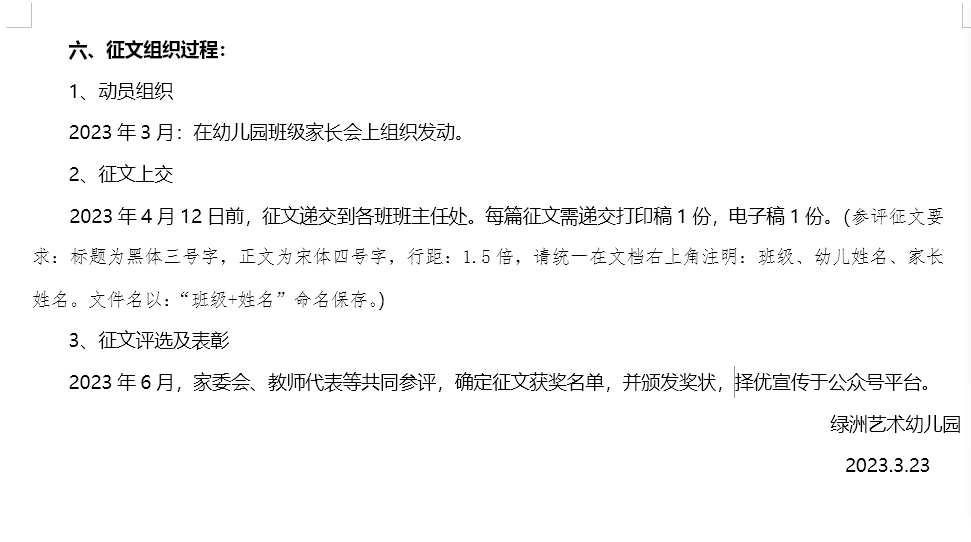 六、征文组织过程：
1、动员组织
2023 年 3 月：在幼儿园班级家长会上组织发动。
2、征文上交
2023 年 4 月 12 日前，征文递交到各班班主任处。每篇征文需递交打印稿 1 份，电子稿 1 份。（参评征文要
求：标题为黑体三号字，正文为宋体四号字，行距：1.5 倍，请统一在文档右上角注明：班级、幼儿姓名、家长
姓名。文件名以：“班级+姓名”命名保存。）
3、征文评选及表彰
2023 年 6 月，家委会、教师代表等共同参评，确定征文获奖名单，并颁发奖状，择优宣传于公众号平台。
绿洲艺术幼儿园
2023.3.23